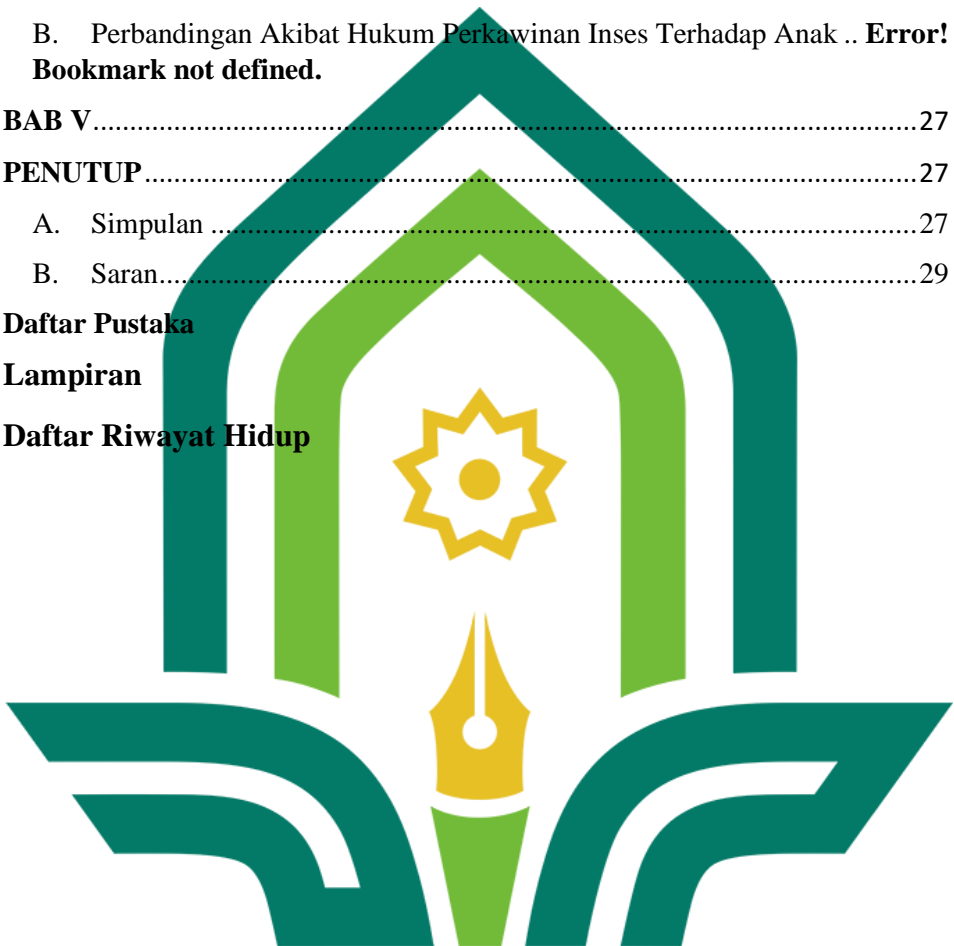 B. Perbandingan Akibat Hukum Perkawinan Inses Terhadap Anak .. Error!
Bookmark not defined.
BAB V..............................................................................................................27
PENUTUP.......................................................................................................27
A. Simpulan ..............................................................................................27
B. Saran.....................................................................................................29
Daftar Pustaka
Lampiran
Daftar Riwayat Hidup